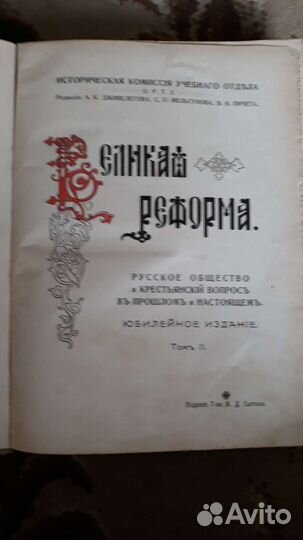 ИСТОРИЧЕСКАЯ КОМИССІЯ УЧЕБНАГО ОТДѢЛА
О.Р.Т.З.
Редакція А. К. ДЖИВЕЛЕГОВА, С. П. МЕЛЬГУНОВА, В. И. ПИЧЕТА.
ВЕЛИКАЯ
РЕФОРМА.
РУССКОЕ ОБЩЕСТВО
и КРЕСТЬЯНСКІЙ ВОПРОСЪ
ВЪ ПРОШЛОМЪ и НАСТОЯЩЕМЪ.
ЮБИЛЕЙНОЕ ИЗДАНІЕ.
Томъ II.
Изданіе Т-ва И. Д. Сытина.
Avito